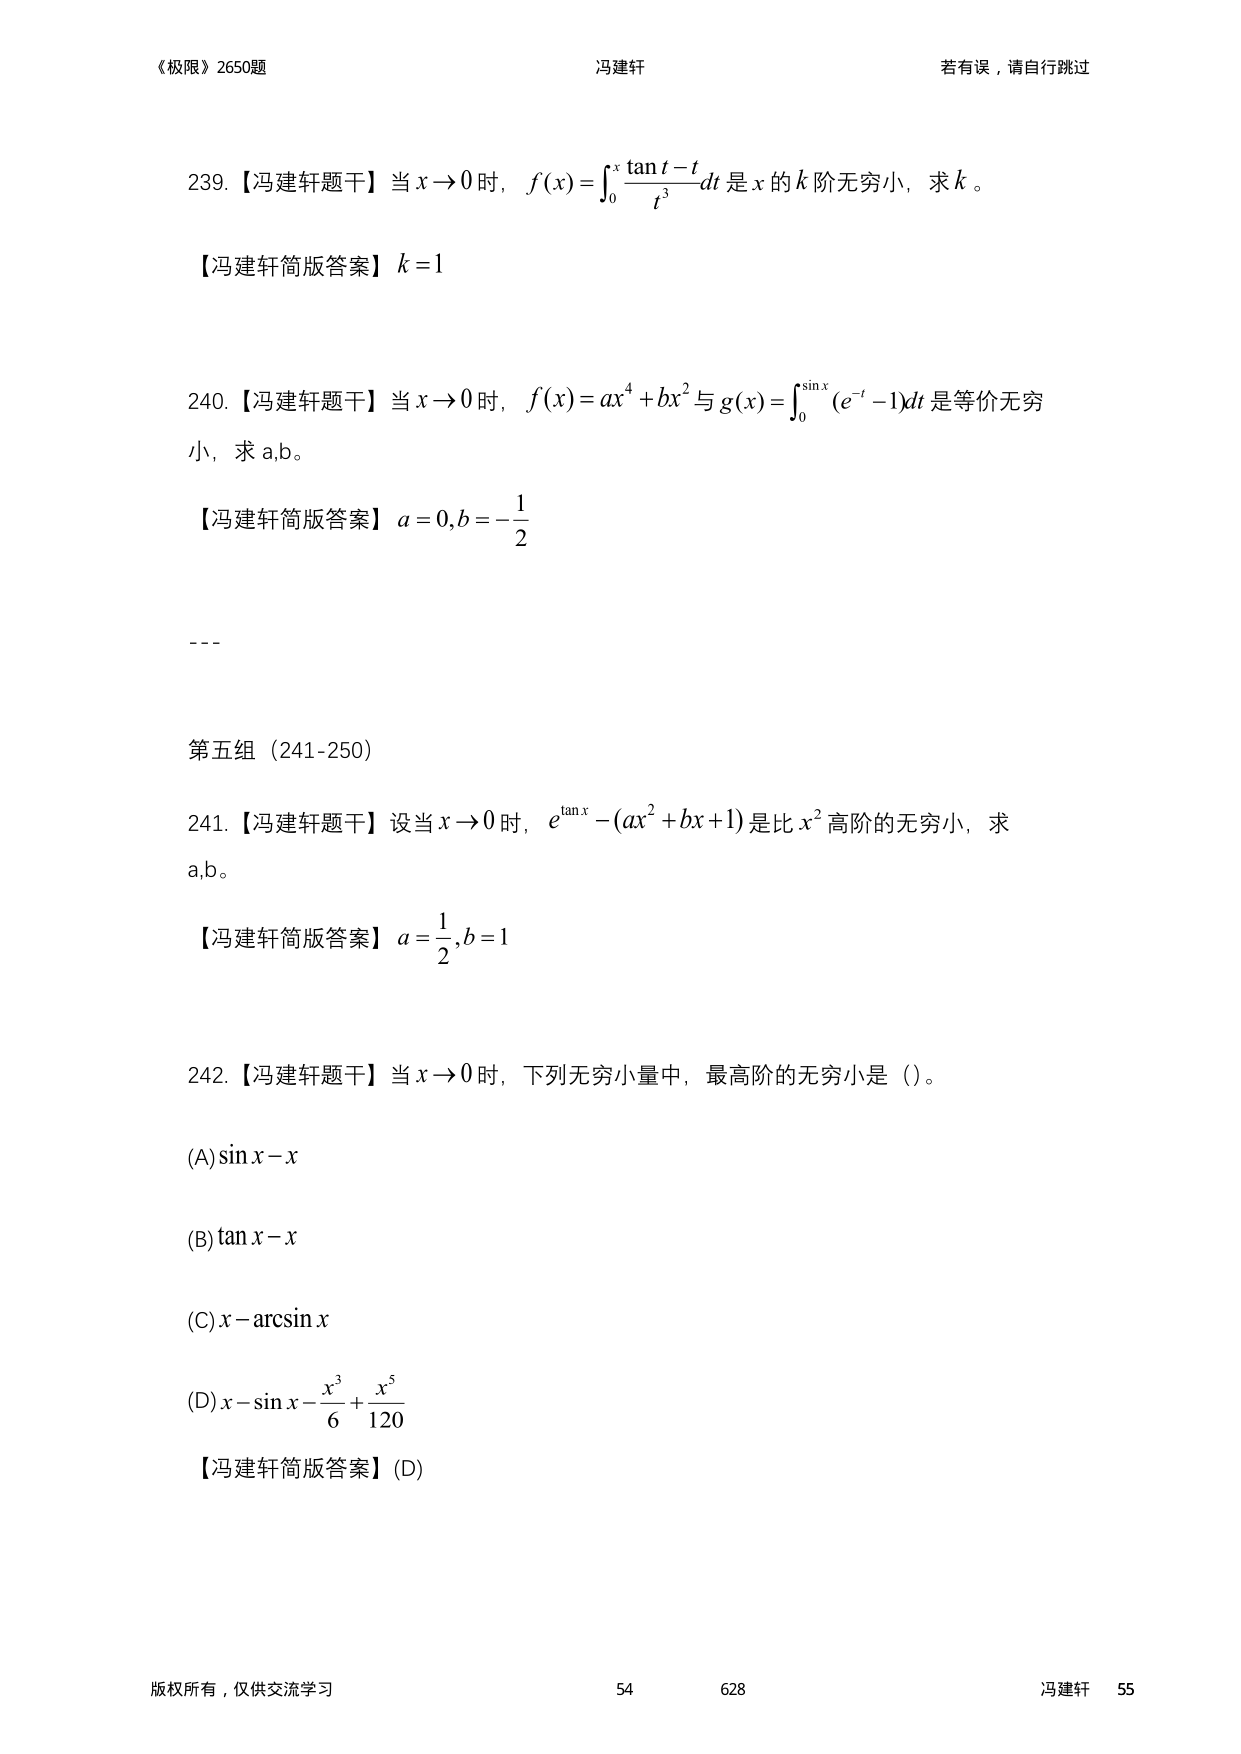 《极限》2650题 冯建轩 若有误，请自行跳过
239.【冯建轩题干】当 x→0 时， f(x)=∫₀ˣ (tan t−t)/t³ dt 是 x 的 k 阶无穷小，求 k 。
【冯建轩简版答案】 k=1
240.【冯建轩题干】当 x→0 时， f(x)=ax⁴+bx² 与 g(x)=∫₀^{sin x} (e^{−t}−1)dt 是等价无穷
小，求 a,b。
【冯建轩简版答案】 a=0,b=−1/2
---
第五组（241-250）
241.【冯建轩题干】设当 x→0 时， e^{tan x}−(ax²+bx+1) 是比 x² 高阶的无穷小，求
a,b。
【冯建轩简版答案】 a=1/2,b=1
242.【冯建轩题干】当 x→0 时，下列无穷小量中，最高阶的无穷小是（）。
(A) sin x−x
(B) tan x−x
(C) x−arcsin x
(D) x−sin x−x³/6+x⁵/120
【冯建轩简版答案】(D)
版权所有，仅供交流学习 54 628 冯建轩 55